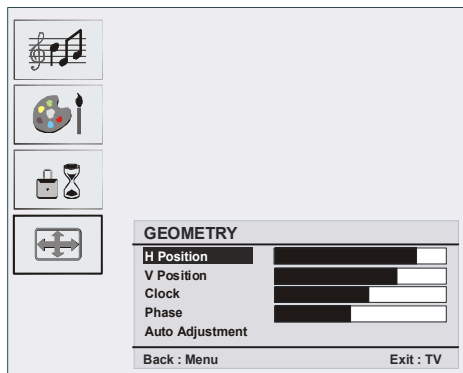 GEOMETRY
H Position
V Position
Clock
Phase
Auto Adjustment
Back : Menu Exit : TV